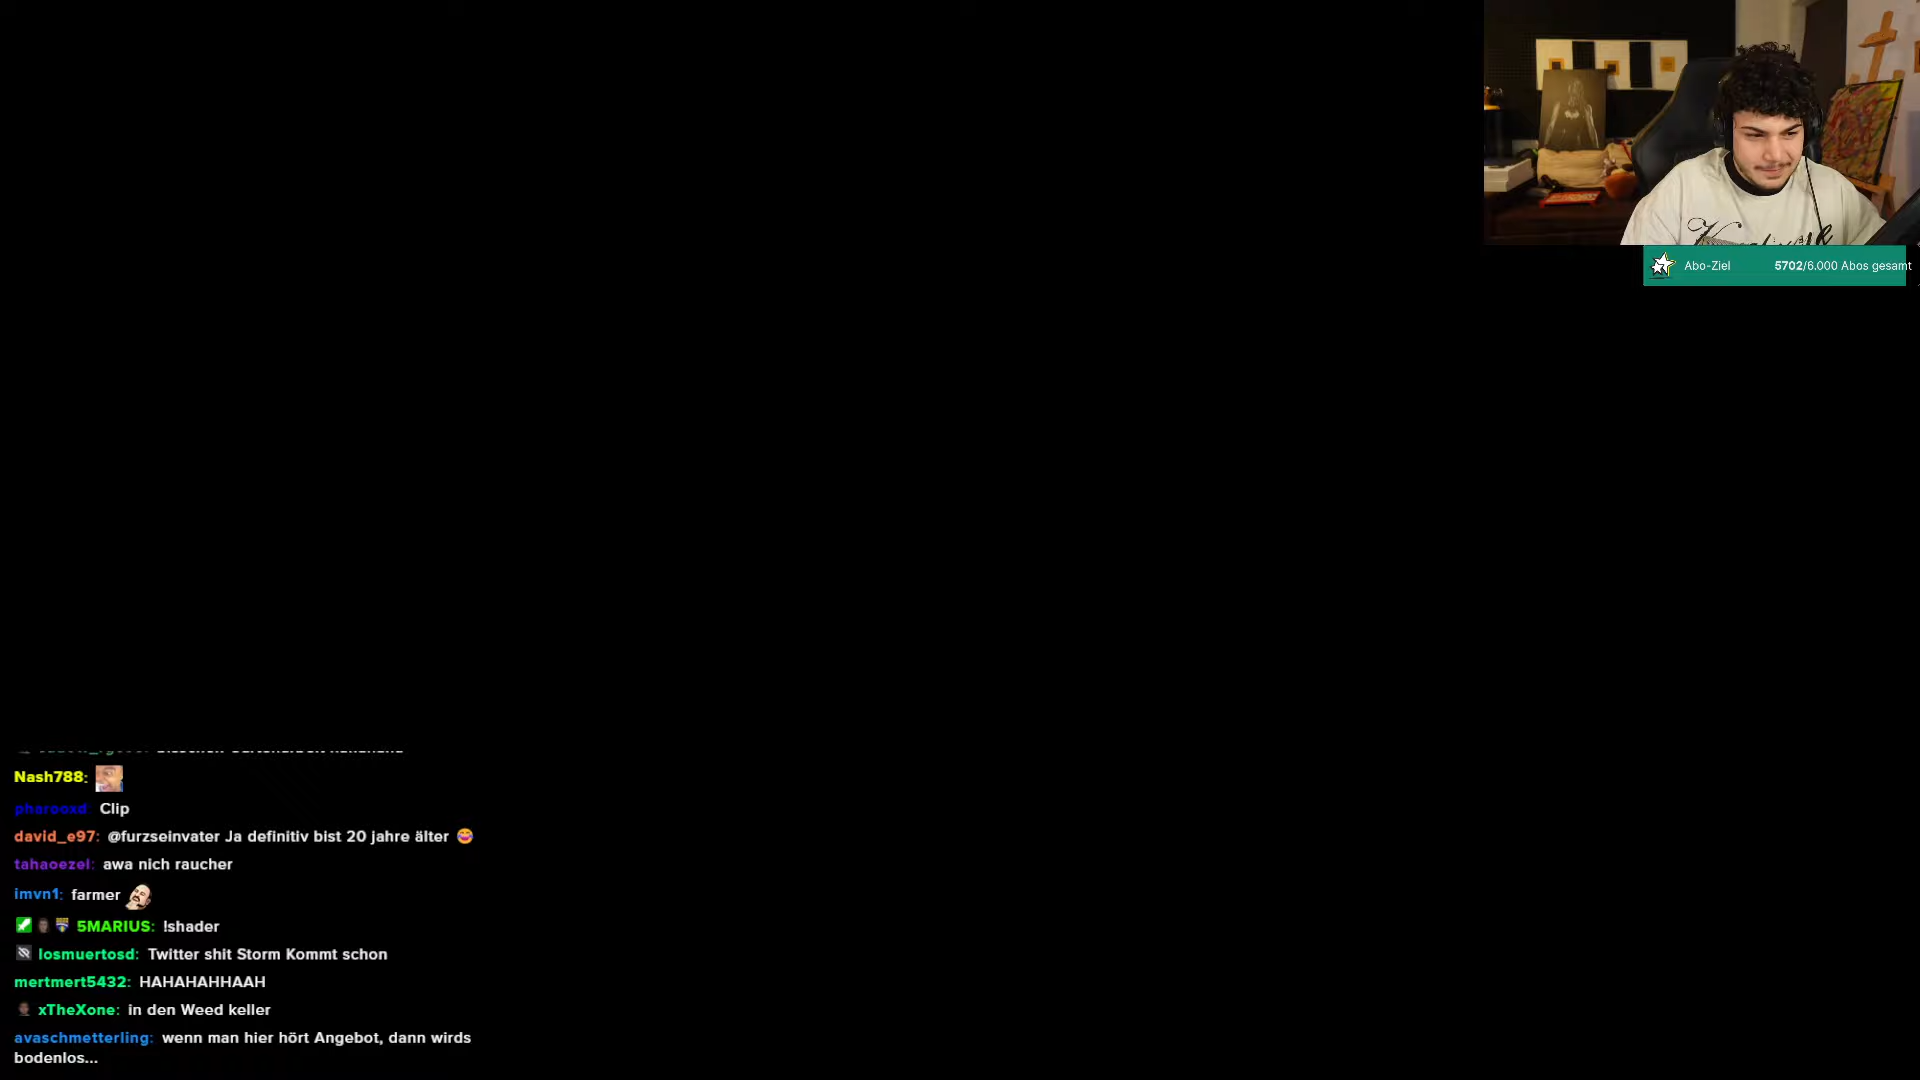 Abo-Ziel 5702/6.000 Abos gesamt
Nash788:
pharooxd: Clip
david_e97: @furzseinvater Ja definitiv bist 20 jahre älter 😂
tahaoezel: awa nich raucher
imvn1: farmer
5MARIUS: !shader
losmuertosd: Twitter shit Storm Kommt schon
mertmert5432: HAHAHAHHAAH
xTheXone: in den Weed keller
avaschmetterling: wenn man hier hört Angebot, dann wirds
bodenlos...